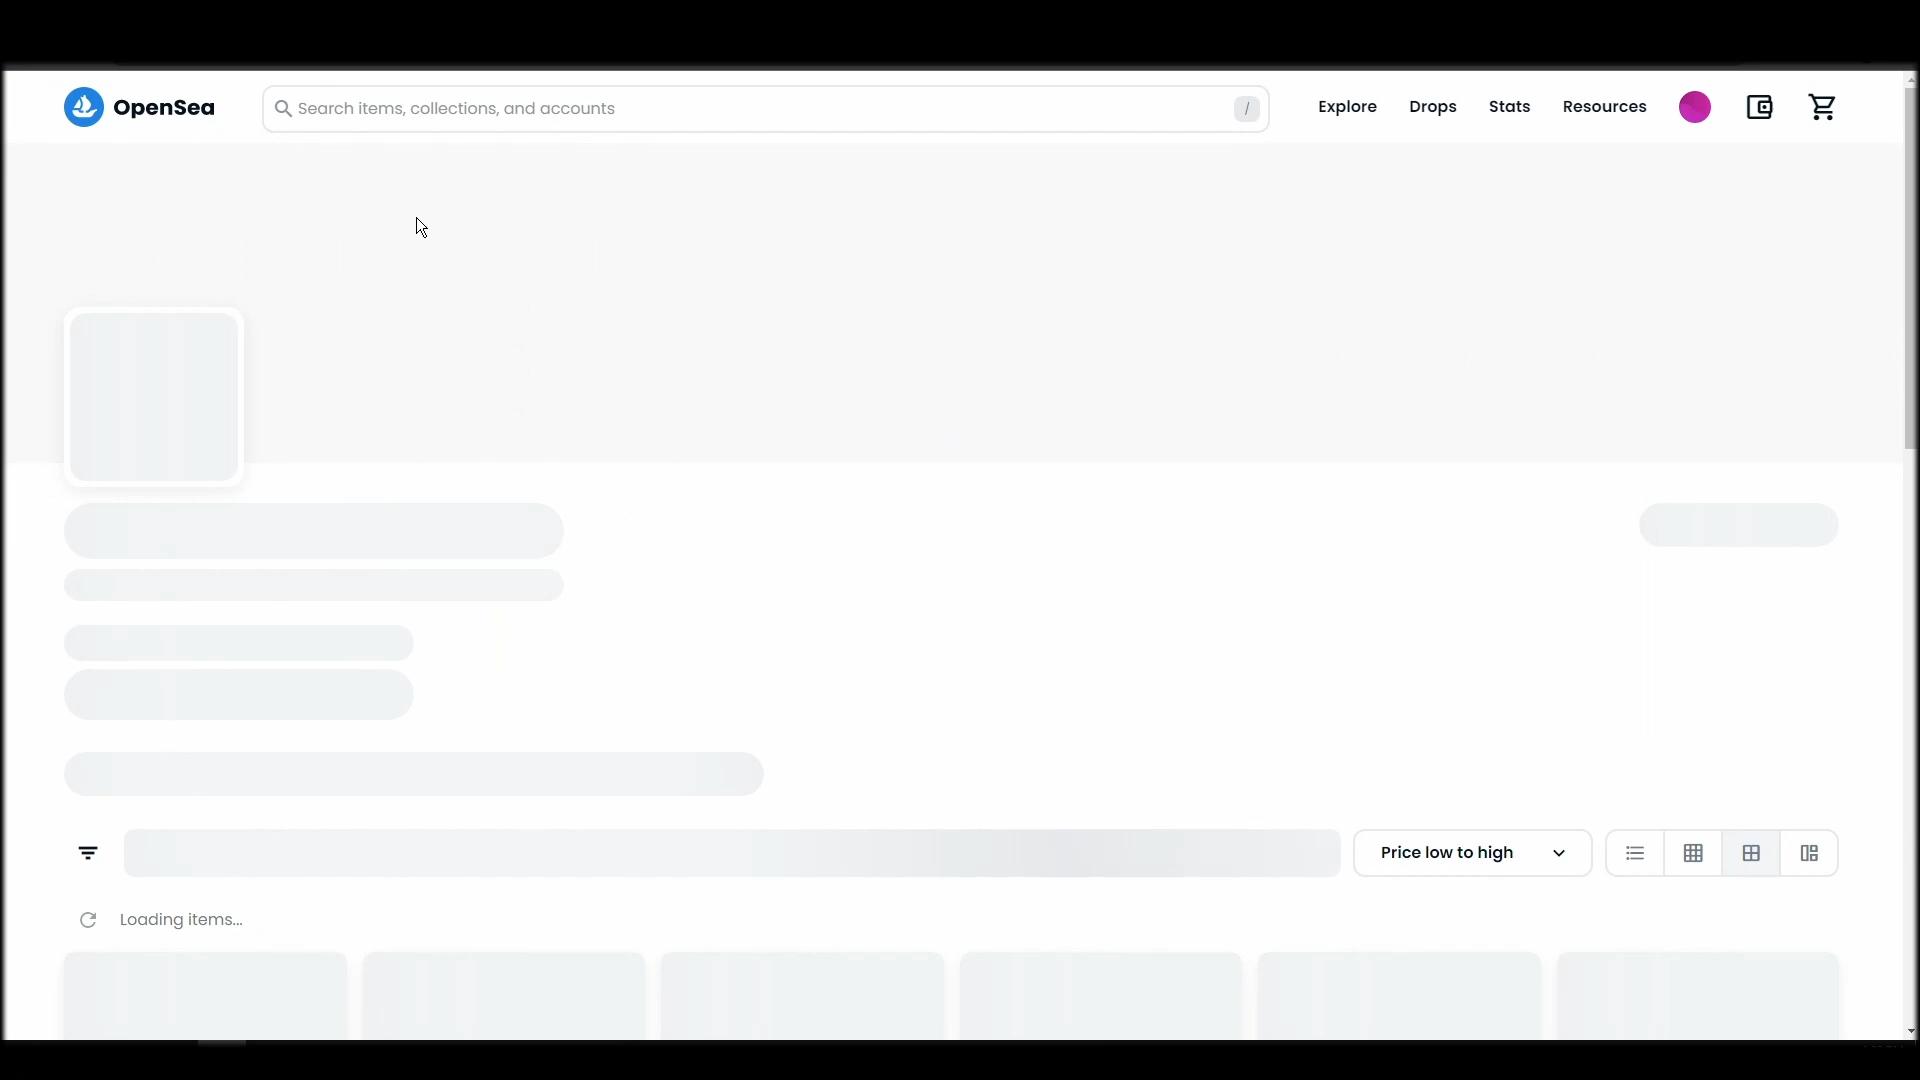 OpenSea
Search items, collections, and accounts
/
Explore
Drops
Stats
Resources
Price low to high
Loading items...